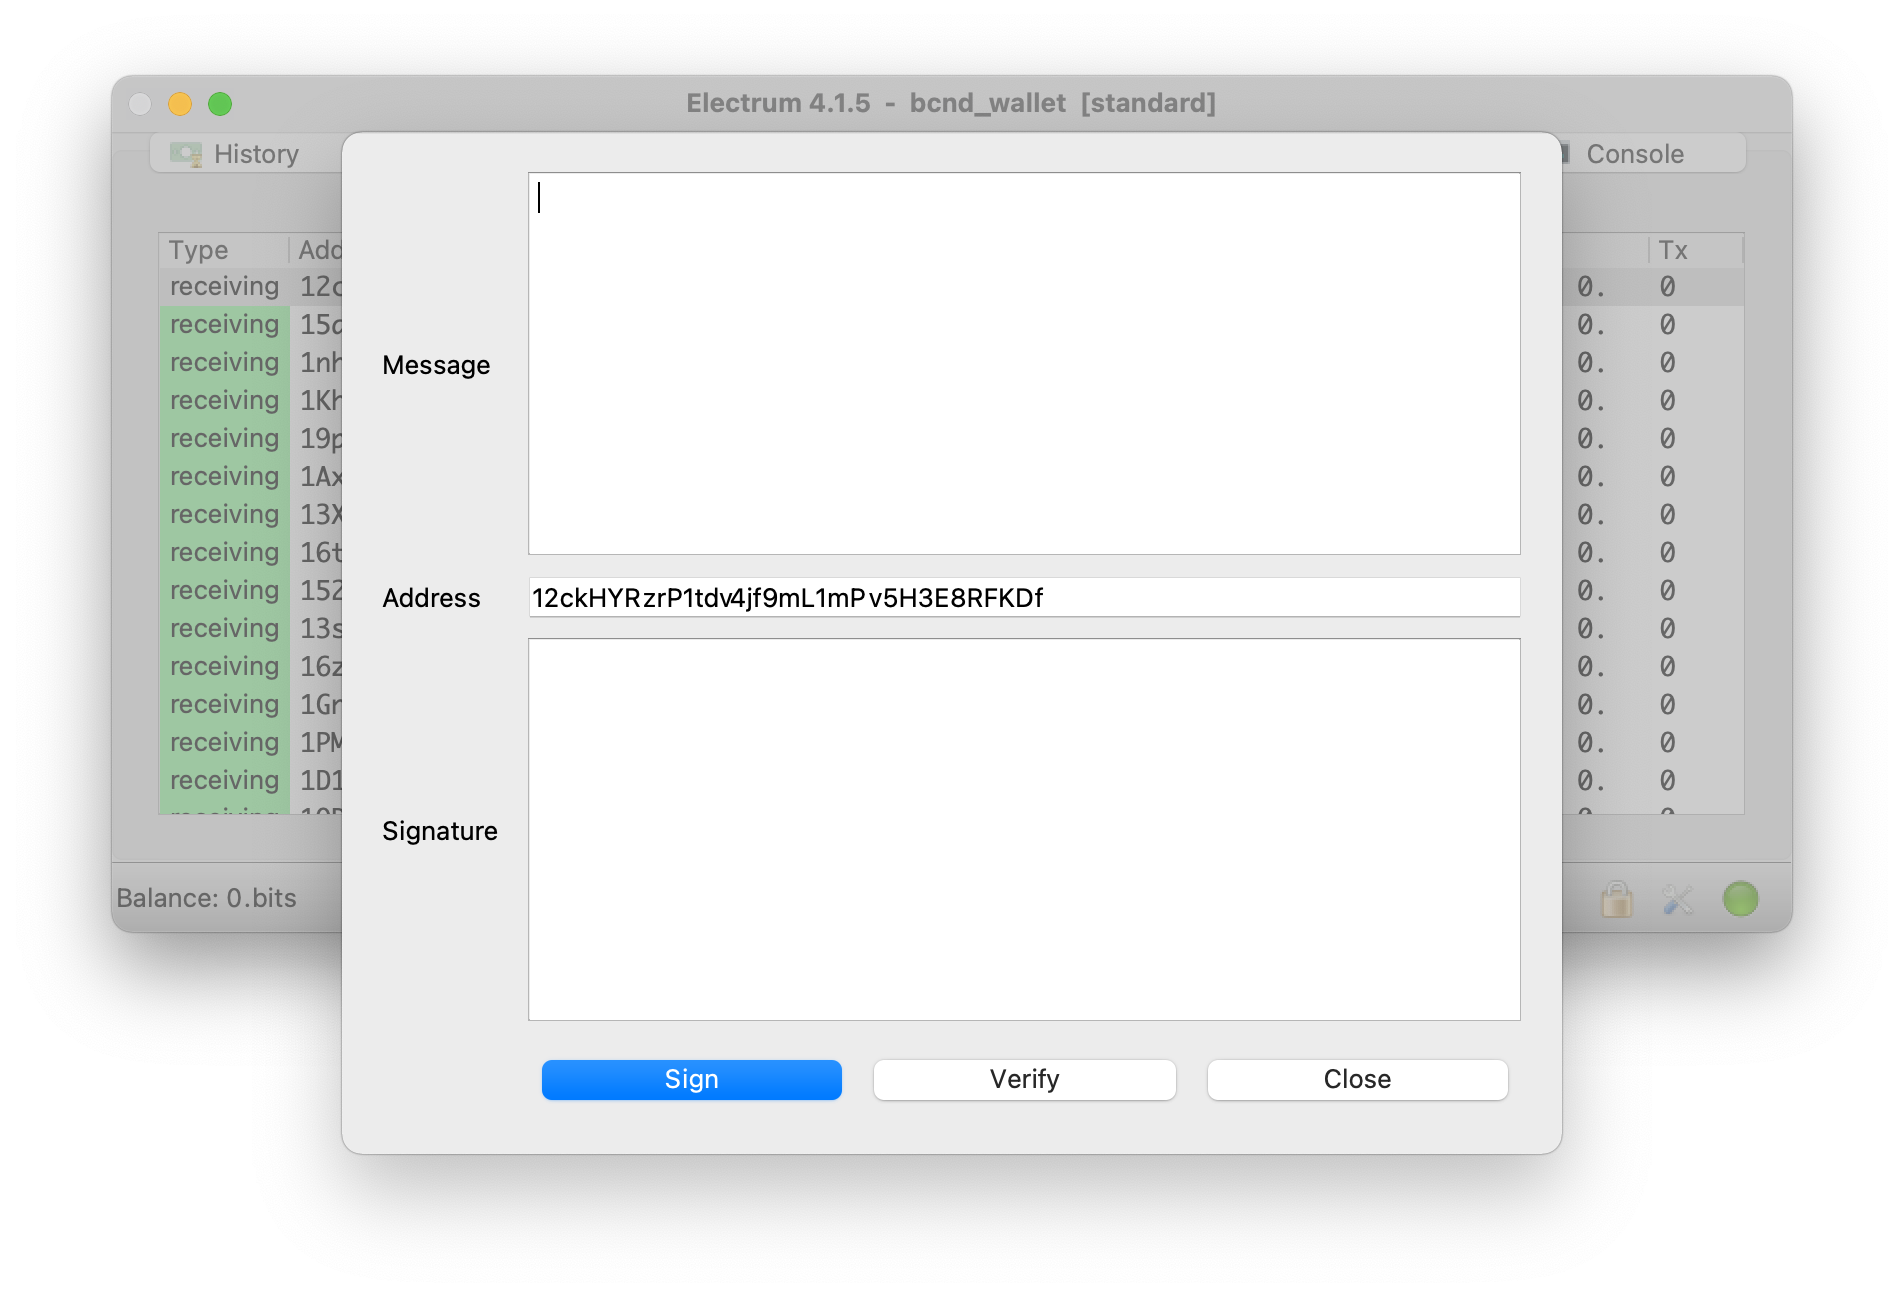 Electrum 4.1.5 - bcnd_wallet [standard]
History Console
Type Add Tx
receiving 12c 0. 0
receiving 15 0. 0
receiving 1nh 0. 0
receiving 1Kh 0. 0
receiving 19p 0. 0
receiving 1Ax 0. 0
receiving 13X 0. 0
receiving 16t 0. 0
receiving 152 0. 0
receiving 13s 0. 0
receiving 16z 0. 0
receiving 1Gr 0. 0
receiving 1PM 0. 0
receiving 1D1 0. 0
Message
Address 12ckHYRzrP1tdv4jf9mL1mPv5H3E8RFKDf
Signature
Balance: 0.bits
Sign Verify Close